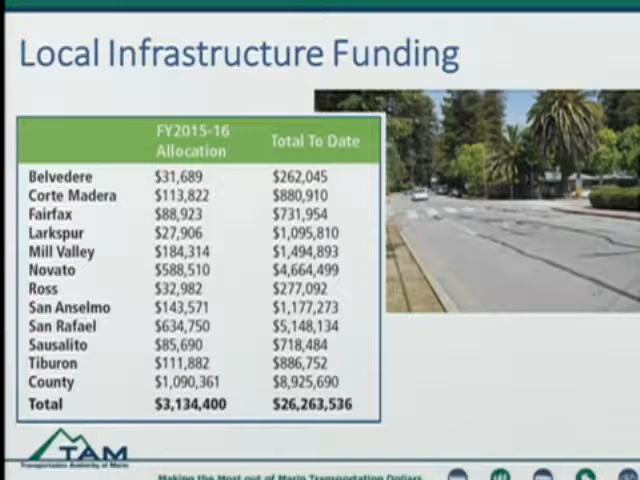 Local Infrastructure Funding
FY2015-16 Allocation Total To Date
Belvedere $31,689 $262,045
Corte Madera $113,822 $880,910
Fairfax $88,923 $731,954
Larkspur $27,906 $1,095,810
Mill Valley $184,314 $1,494,893
Novato $588,510 $4,664,499
Ross $32,982 $277,092
San Anselmo $143,571 $1,177,273
San Rafael $634,750 $5,148,134
Sausalito $85,690 $718,484
Tiburon $111,882 $886,752
County $1,090,361 $8,925,690
Total $3,134,400 $26,263,536
TAM
Transportation Authority of Marin
Making the Most out of Marin Transportation Dollars